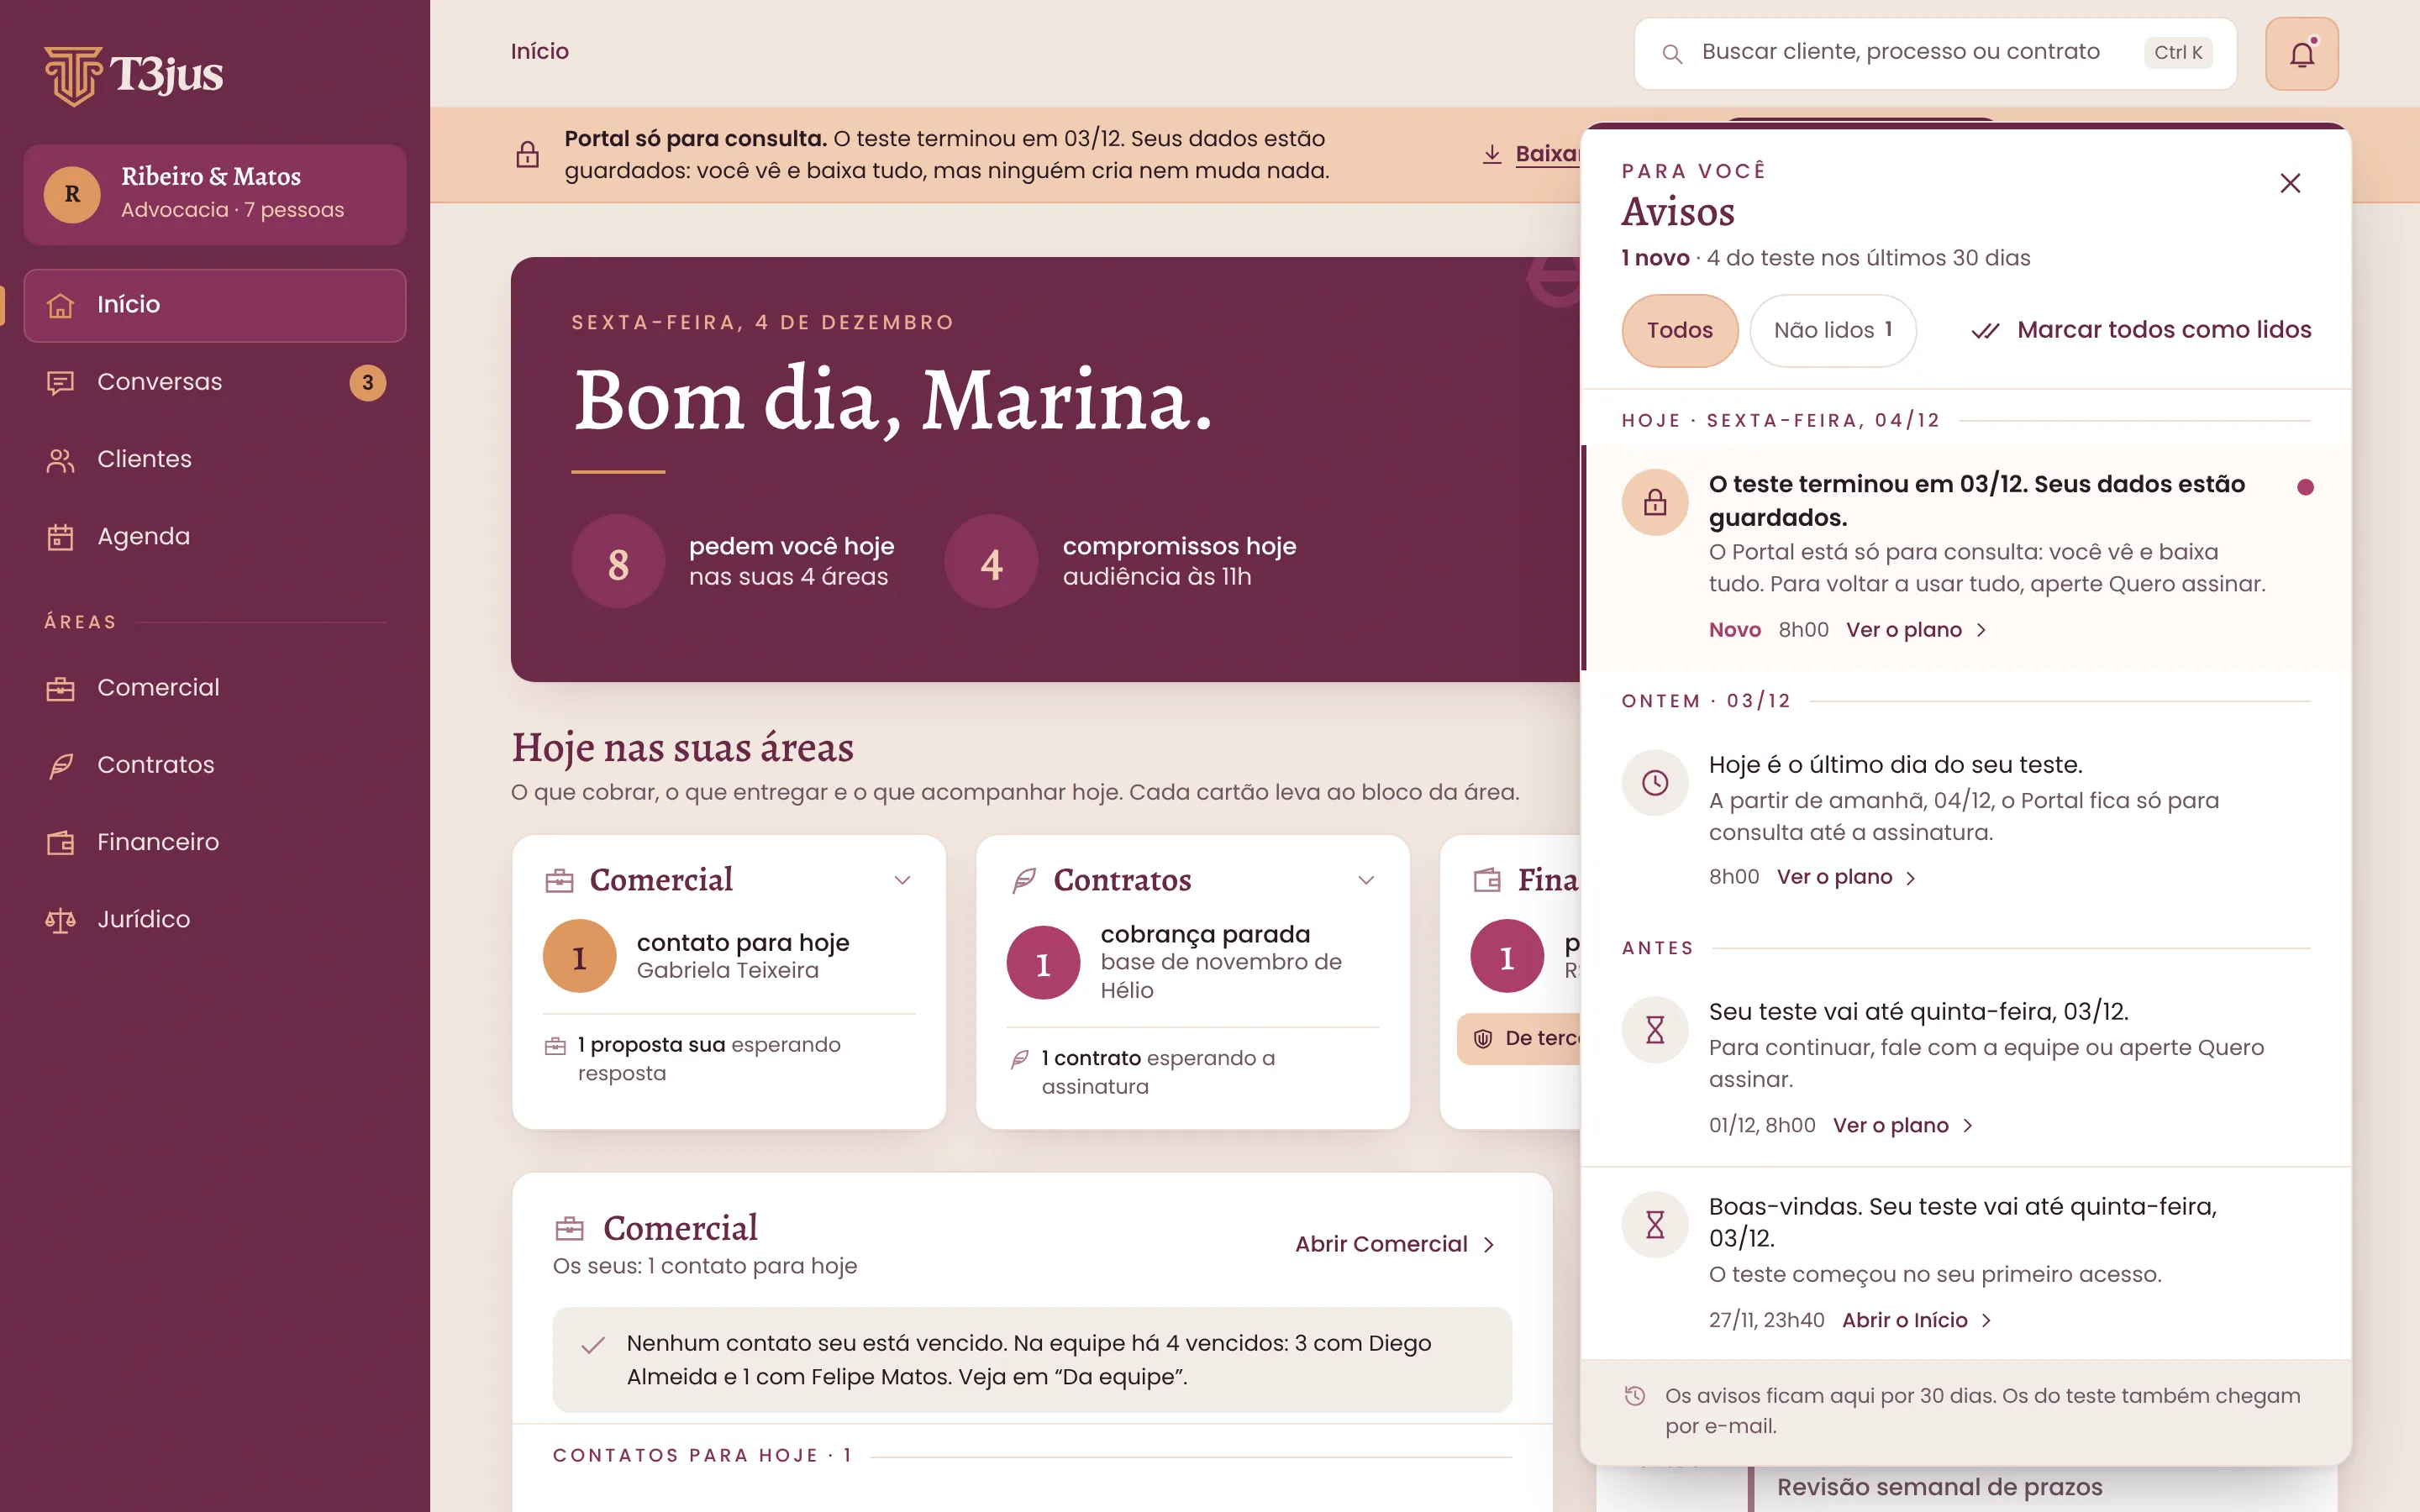 T3jus
R
Ribeiro & Matos
Advocacia · 7 pessoas
Início
Conversas
3
Clientes
Agenda
ÁREAS
Comercial
Contratos
Financeiro
Jurídico
Início
Buscar cliente, processo ou contrato
Ctrl K
Portal só para consulta. O teste terminou em 03/12. Seus dados estão
guardados: você vê e baixa tudo, mas ninguém cria nem muda nada.
SEXTA-FEIRA, 4 DE DEZEMBRO
Bom dia, Marina.
8
pedem você hoje
nas suas 4 áreas
4
compromissos hoje
audiência às 11h
Hoje nas suas áreas
O que cobrar, o que entregar e o que acompanhar hoje. Cada cartão leva ao bloco da área.
Comercial
1
contato para hoje
Gabriela Teixeira
1 proposta sua esperando
resposta
Contratos
1
cobrança parada
base de novembro de
Hélio
1 contrato esperando a
assinatura
1
De
Comercial
Os seus: 1 contato para hoje
Abrir Comercial
Nenhum contato seu está vencido. Na equipe há 4 vencidos: 3 com Diego
Almeida e 1 com Felipe Matos. Veja em “Da equipe”.
CONTATOS PARA HOJE · 1
PARA VOCÊ
Avisos
1 novo · 4 do teste nos últimos 30 dias
Todos
Não lidos 1
Marcar todos como lidos
HOJE · SEXTA-FEIRA, 04/12
O teste terminou em 03/12. Seus dados estão
guardados.
O Portal está só para consulta: você vê e baixa
tudo. Para voltar a usar tudo, aperte Quero assinar.
Novo 8h00 Ver o plano
ONTEM · 03/12
Hoje é o último dia do seu teste.
A partir de amanhã, 04/12, o Portal fica só para
consulta até a assinatura.
8h00 Ver o plano
ANTES
Seu teste vai até quinta-feira, 03/12.
Para continuar, fale com a equipe ou aperte Quero
assinar.
01/12, 8h00 Ver o plano
Boas-vindas. Seu teste vai até quinta-feira,
03/12.
O teste começou no seu primeiro acesso.
27/11, 23h40 Abrir o Início
Os avisos ficam aqui por 30 dias. Os do teste também chegam
por e-mail.
Revisão semanal de prazos